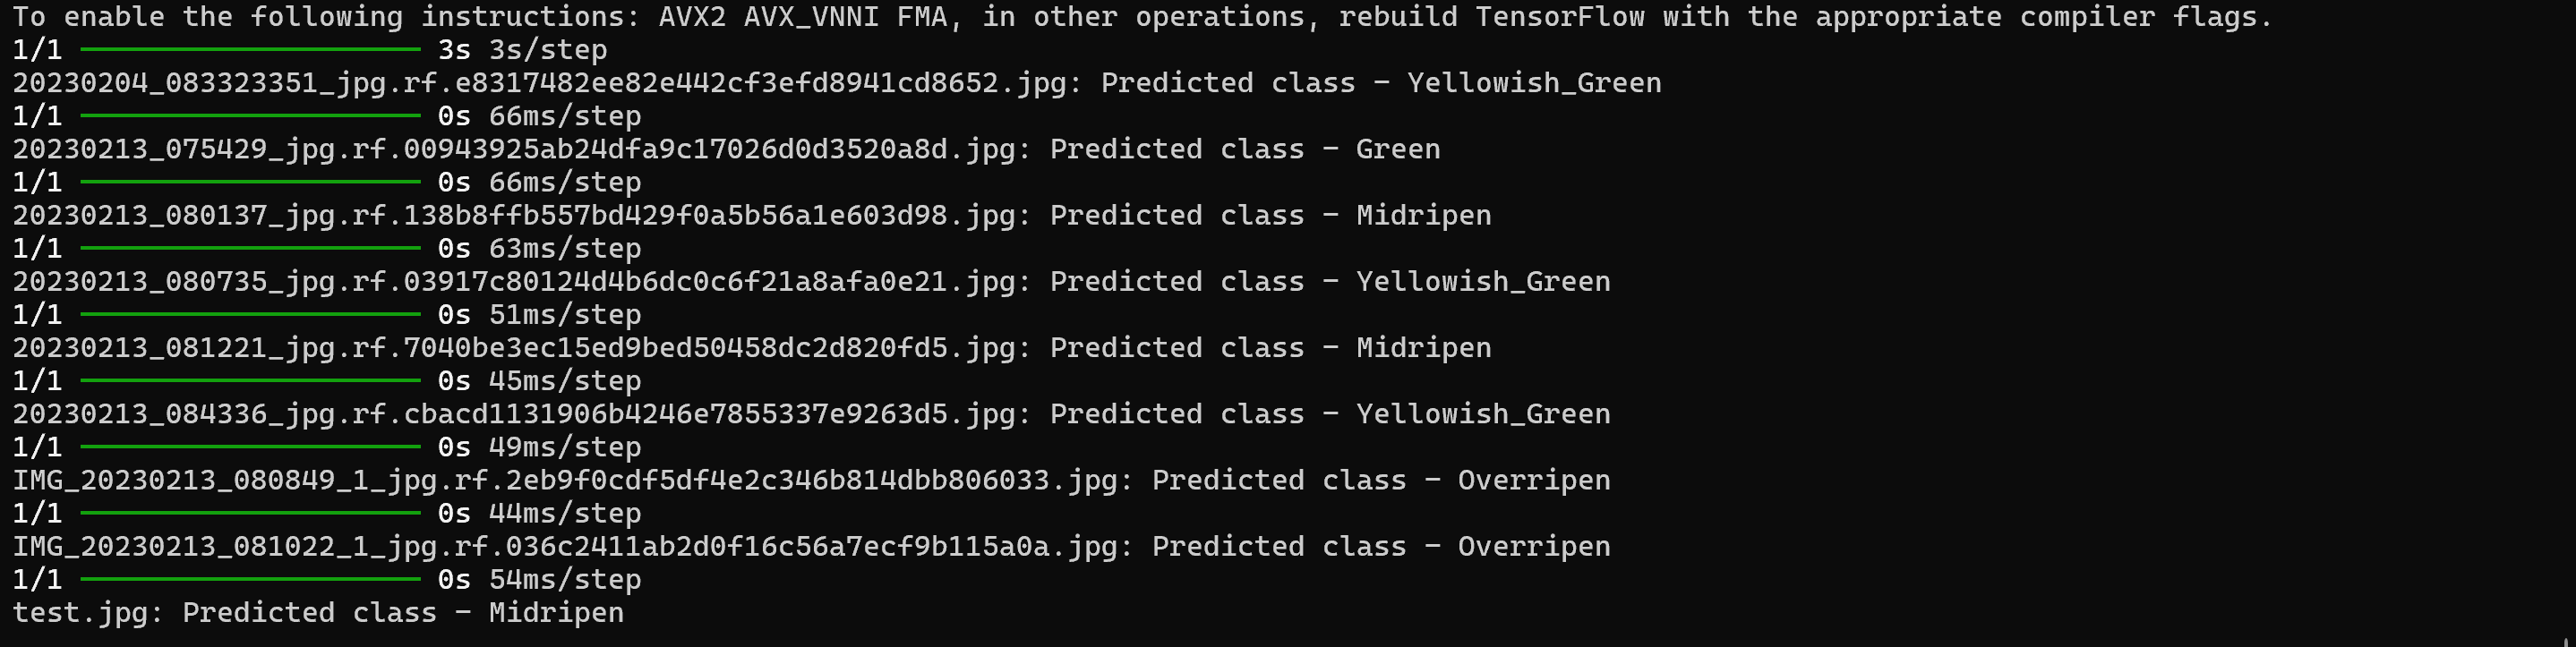 To enable the following instructions: AVX2 AVX_VNNI FMA, in other operations, rebuild TensorFlow with the appropriate compiler flags.
1/1 ━━━━━━━━━━━━━━━━━━━━ 3s 3s/step
20230204_083323351_jpg.rf.e8317482ee82e442cf3efd8941cd8652.jpg: Predicted class - Yellowish_Green
1/1 ━━━━━━━━━━━━━━━━━━━━ 0s 66ms/step
20230213_075429_jpg.rf.00943925ab24dfa9c17026d0d3520a8d.jpg: Predicted class - Green
1/1 ━━━━━━━━━━━━━━━━━━━━ 0s 66ms/step
20230213_080137_jpg.rf.138b8ffb557bd429f0a5b56a1e603d98.jpg: Predicted class - Midripen
1/1 ━━━━━━━━━━━━━━━━━━━━ 0s 63ms/step
20230213_080735_jpg.rf.03917c80124d4b6dc0c6f21a8afa0e21.jpg: Predicted class - Yellowish_Green
1/1 ━━━━━━━━━━━━━━━━━━━━ 0s 51ms/step
20230213_081221_jpg.rf.7040be3ec15ed9bed50458dc2d820fd5.jpg: Predicted class - Midripen
1/1 ━━━━━━━━━━━━━━━━━━━━ 0s 45ms/step
20230213_084336_jpg.rf.cbacd1131906b4246e7855337e9263d5.jpg: Predicted class - Yellowish_Green
1/1 ━━━━━━━━━━━━━━━━━━━━ 0s 49ms/step
IMG_20230213_080849_1_jpg.rf.2eb9f0cdf5df4e2c346b814dbb806033.jpg: Predicted class - Overripen
1/1 ━━━━━━━━━━━━━━━━━━━━ 0s 44ms/step
IMG_20230213_081022_1_jpg.rf.036c2411ab2d0f16c56a7ecf9b115a0a.jpg: Predicted class - Overripen
1/1 ━━━━━━━━━━━━━━━━━━━━ 0s 54ms/step
test.jpg: Predicted class - Midripen